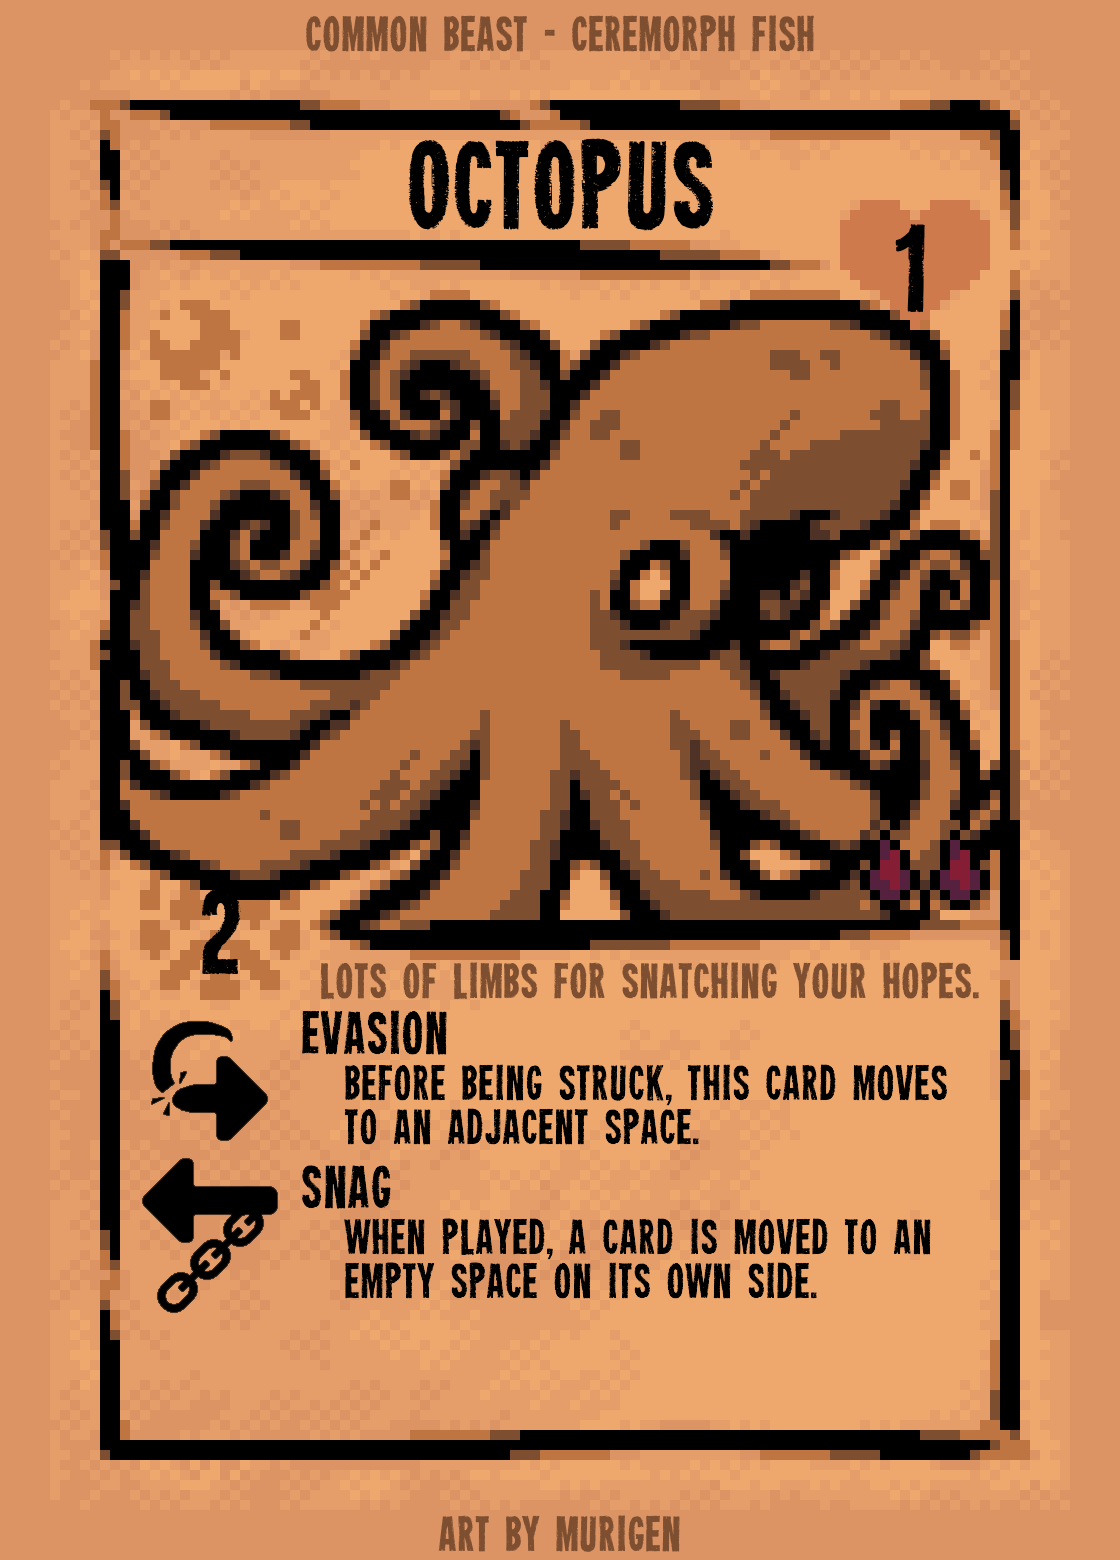 COMMON BEAST - CEREMORPH FISH
OCTOPUS
1
2
LOTS OF LIMBS FOR SNATCHING YOUR HOPES.
EVASION
BEFORE BEING STRUCK, THIS CARD MOVES
TO AN ADJACENT SPACE.
SNAG
WHEN PLAYED, A CARD IS MOVED TO AN
EMPTY SPACE ON ITS OWN SIDE.
ART BY MURIGEN